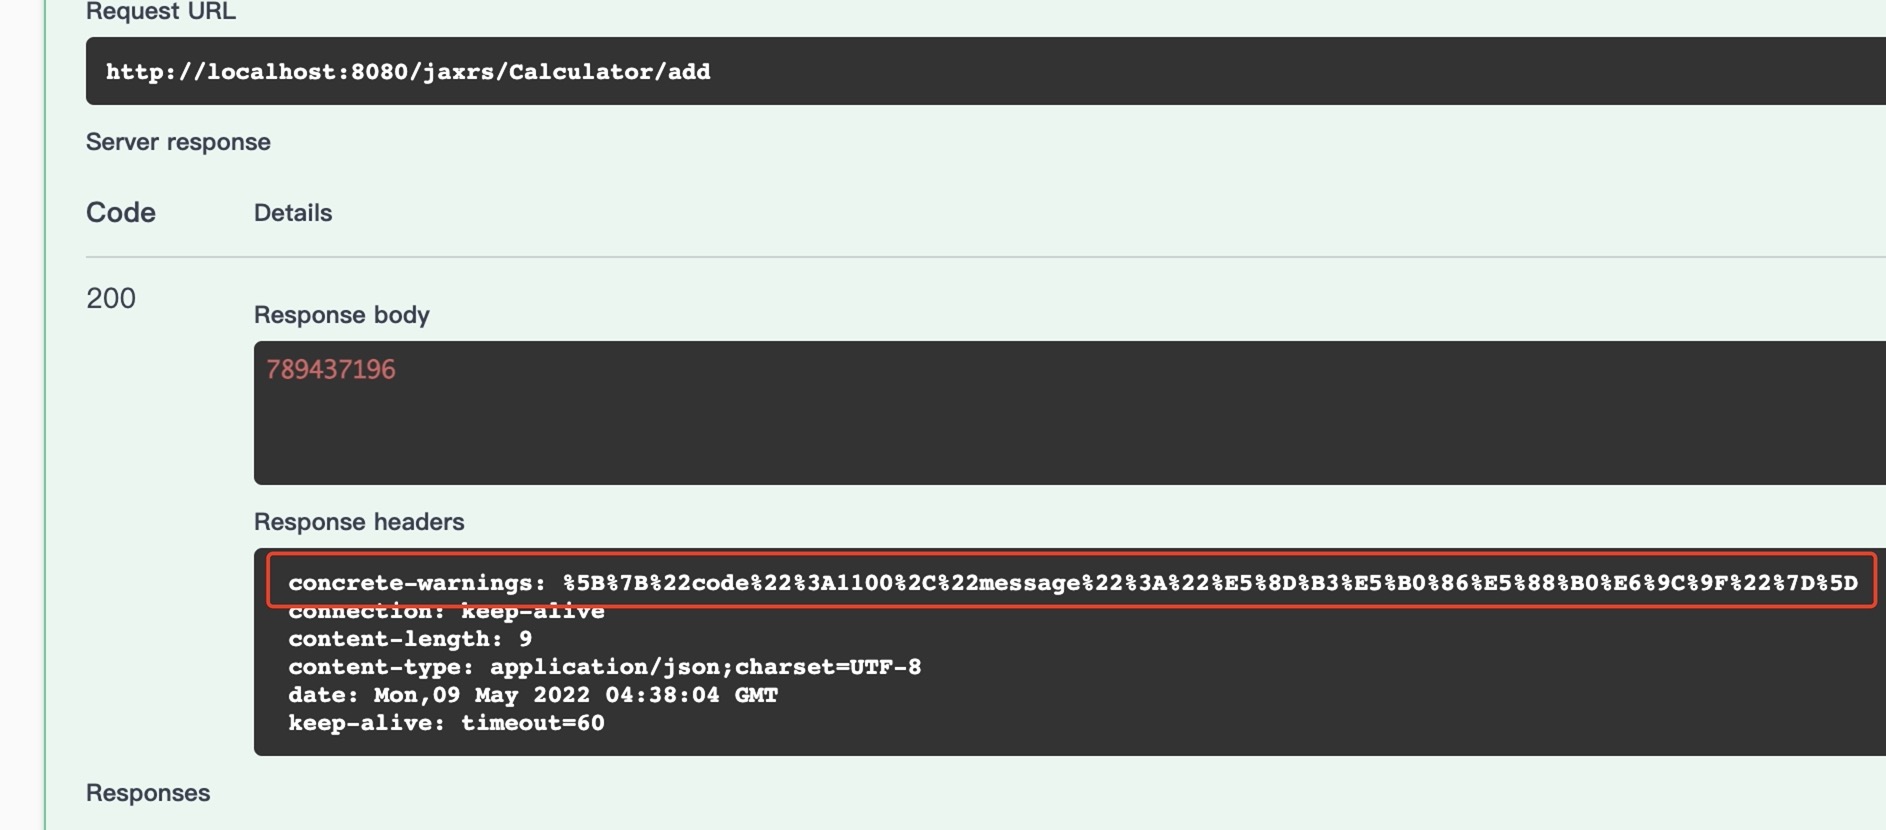 Request URL
http://localhost:8080/jaxrs/Calculator/add
Server response
Code Details
200
Response body
789437196
Response headers
concrete-warnings: %5B%7B%22code%22%3A1100%2C%22message%22%3A%22%E5%8D%B3%E5%B0%86%E5%88%B0%E6%9C%9F%22%7D%5D
connection: keep-alive
content-length: 9
content-type: application/json;charset=UTF-8
date: Mon,09 May 2022 04:38:04 GMT
keep-alive: timeout=60
Responses